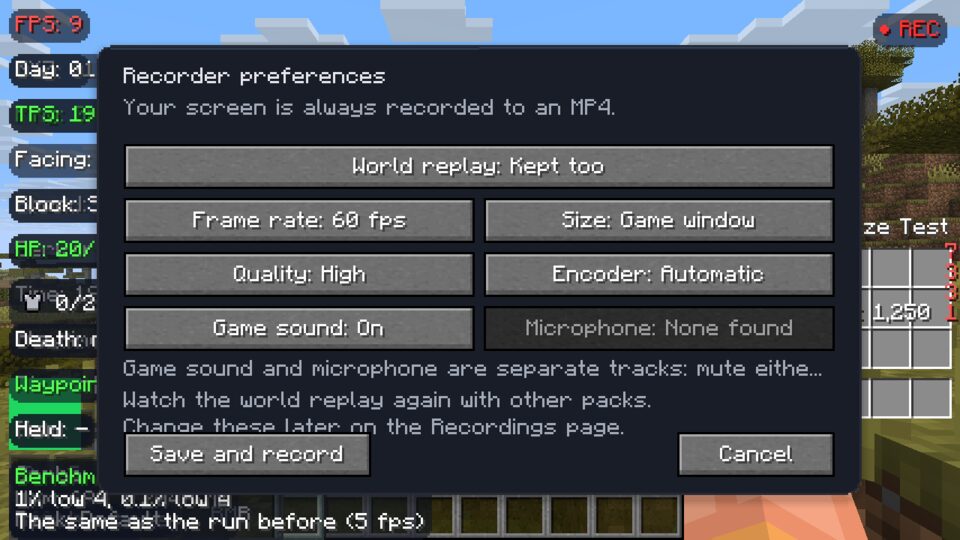 FPS: 9
REC
Day: 01
TPS: 19
Facing:
Block: S
HP: 20/
0/2
Death:
Waypoin
Held: –
Benchm
1% low 4, 0.1% low 4
The same as the run before (5 fps)
Recorder preferences
Your screen is always recorded to an MP4.
World replay: Kept too
Frame rate: 60 fps
Size: Game window
Quality: High
Encoder: Automatic
Game sound: On
Microphone: None found
Game sound and microphone are separate tracks: mute eithe...
Watch the world replay again with other packs.
Change these later on the Recordings page.
Save and record
Cancel
ze Test
1,250